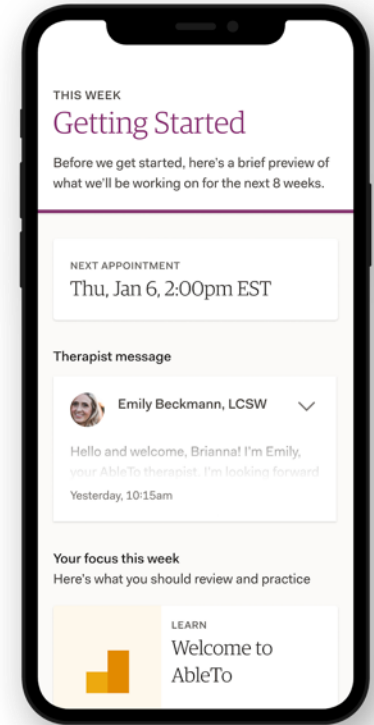 THIS WEEK
Getting Started
Before we get started, here's a brief preview of
what we'll be working on for the next 8 weeks.
NEXT APPOINTMENT
Thu, Jan 6, 2:00pm EST
Therapist message
Emily Beckmann, LCSW
Hello and welcome, Brianna! I'm Emily,
your AbleTo therapist. I'm looking forward
Yesterday, 10:15am
Your focus this week
Here's what you should review and practice
LEARN
Welcome to
AbleTo